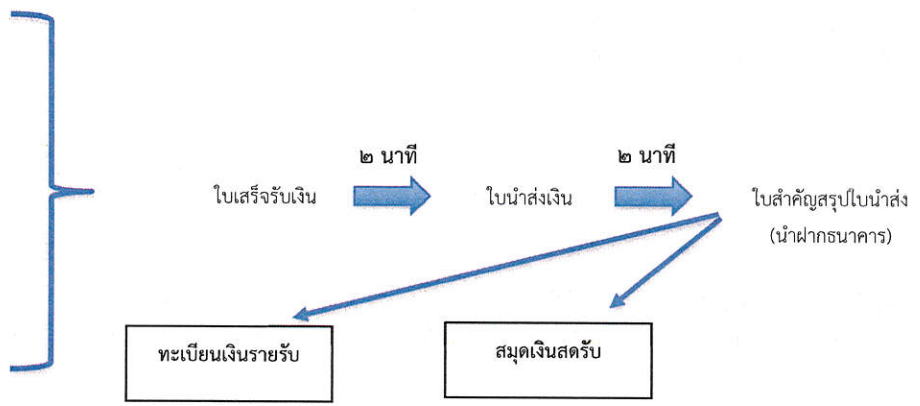 ๒ นาที
๒ นาที
ใบเสร็จรับเงิน
ใบนำส่งเงิน
ใบสำคัญสรุปใบนำส่ง
(นำฝากธนาคาร)
ทะเบียนเงินรายรับ
สมุดเงินสดรับ